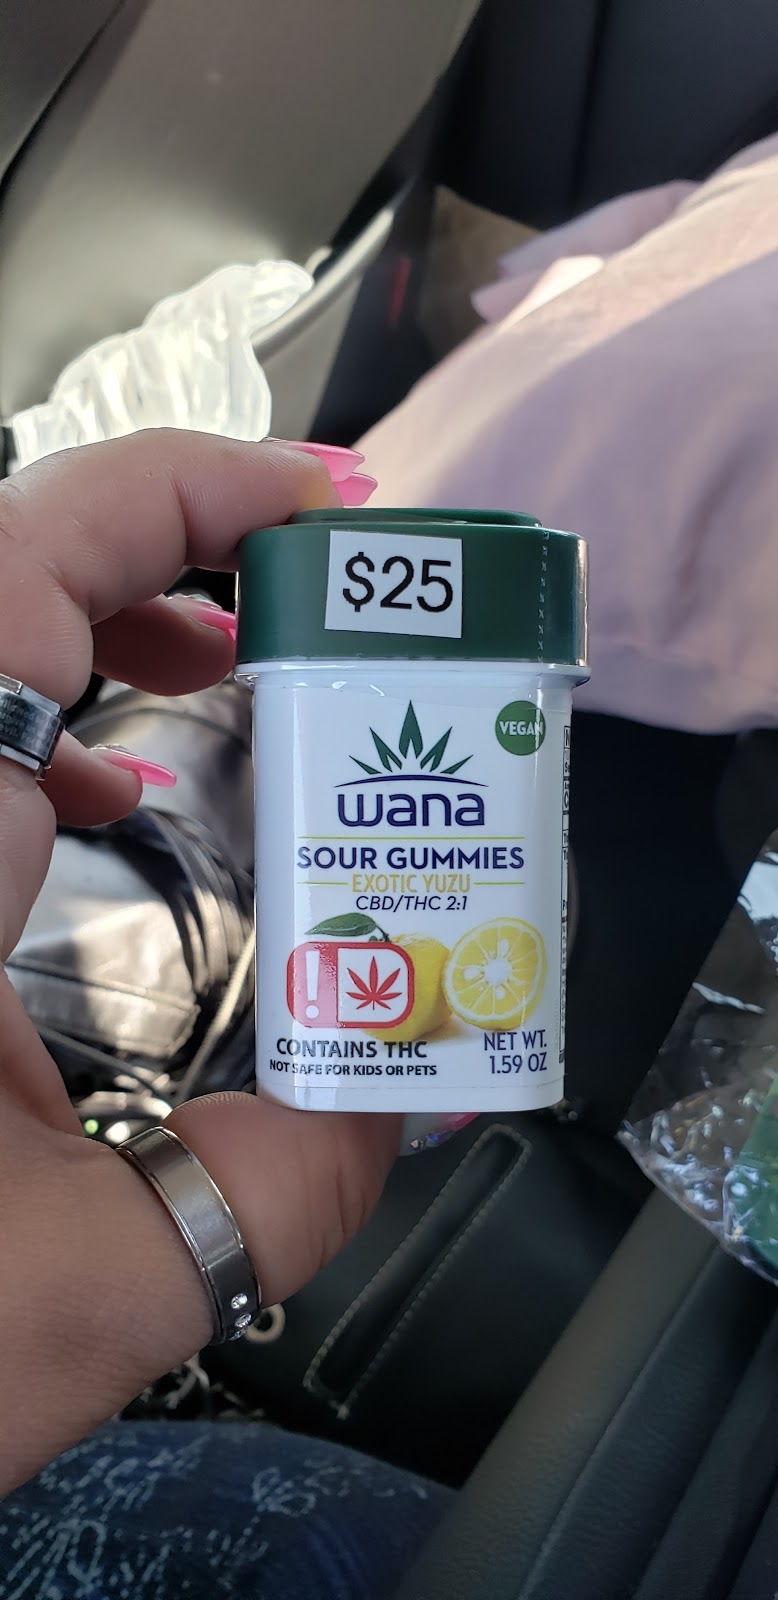 $25
VEGAN
wana
SOUR GUMMIES
EXOTIC YUZU
CBD/THC 2:1
!
CONTAINS THC
NOT SAFE FOR KIDS OR PETS
NET WT.
1.59 OZ